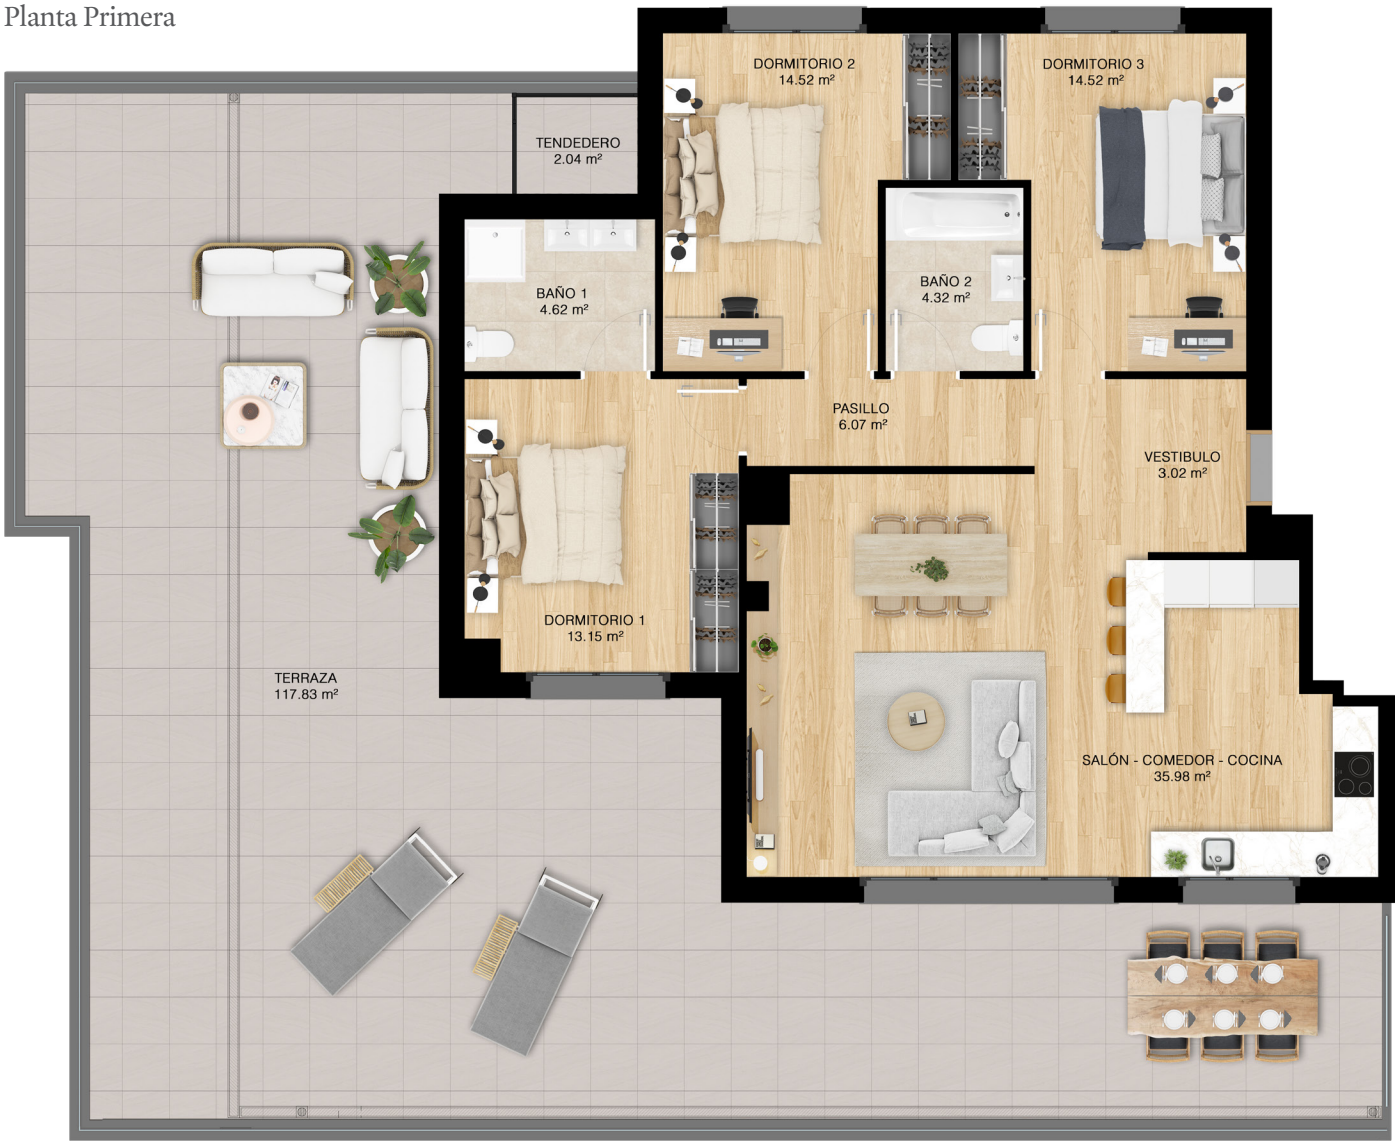 Planta Primera
DORMITORIO 2
14.52 m²
DORMITORIO 3
14.52 m²
TENDEDERO
2.04 m²
BAÑO 1
4.62 m²
BAÑO 2
4.32 m²
PASILLO
6.07 m²
VESTIBULO
3.02 m²
DORMITORIO 1
13.15 m²
TERRAZA
117.83 m²
SALÓN - COMEDOR - COCINA
35.98 m²